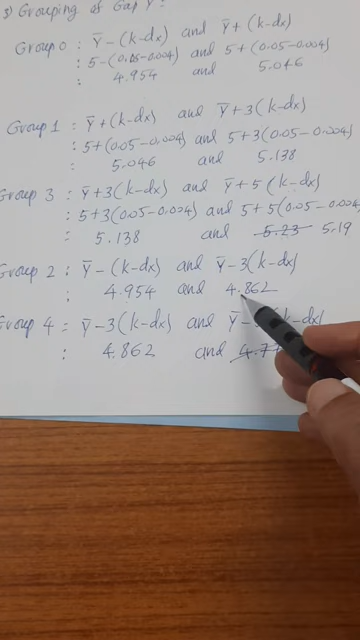 3) Grouping of Gap Y:
Group 0 : Y̅ - (k-dx) and Y̅ + (k-dx)
: 5-(0.05-0.004) and 5+(0.05-0.004)
: 4.954 and 5.046
Group 1 : Y̅+(k-dx) and Y̅+3(k-dx)
: 5+(0.05-0.004) and 5+3(0.05-0.004)
: 5.046 and 5.138
Group 3 : Y̅+3(k-dx) and Y̅+5(k-dx)
: 5+3(0.05-0.004) and 5+5(0.05-0.004
: 5.138 and 5.23 5.19
Group 2 : Y̅-(k-dx) and Y̅-3(k-dx)
: 4.954 and 4.862
Group 4 : Y̅-3(k-dx) and Y̅- (k-dx)
: 4.862 and 4.77